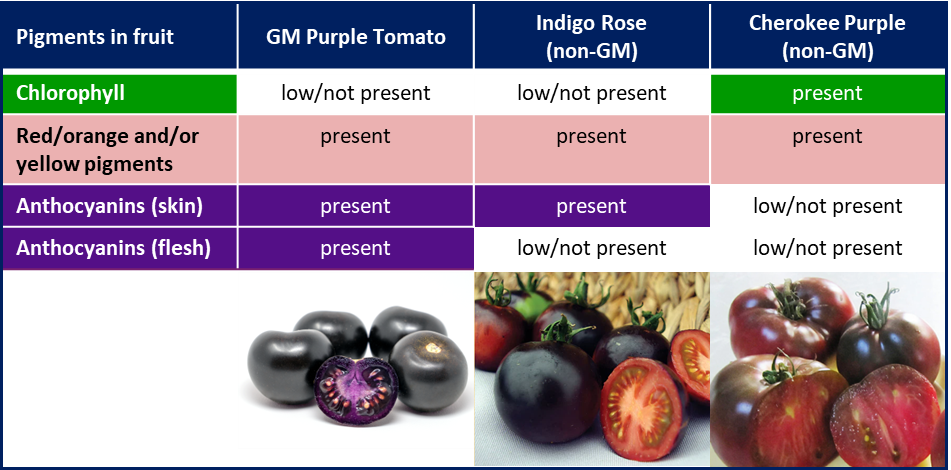 Pigments in fruit
GM Purple Tomato
Indigo Rose
(non-GM)
Cherokee Purple
(non-GM)
Chlorophyll
low/not present
low/not present
present
Red/orange and/or
yellow pigments
present
present
present
Anthocyanins (skin)
present
present
low/not present
Anthocyanins (flesh)
present
low/not present
low/not present